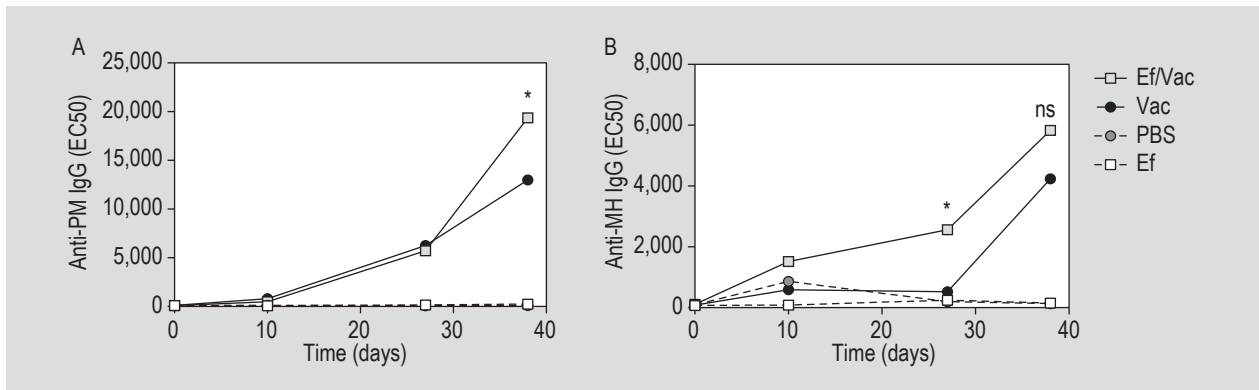 A
25,000
20,000
15,000
10,000
5,000
0
Anti-PM IgG (EC50)
*
0 10 20 30 40
Time (days)
B
8,000
6,000
4,000
2,000
0
Anti-MH IgG (EC50)
*
ns
0 10 20 30 40
Time (days)
Ef/Vac
Vac
PBS
Ef